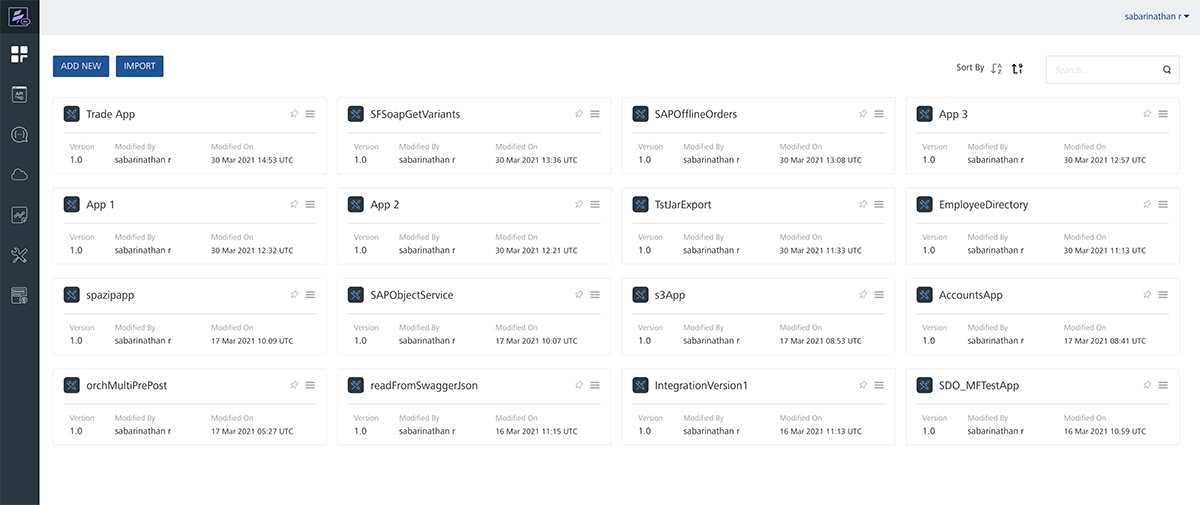 sabarinathan r
ADD NEW IMPORT Sort By Search...
API
Trade App SFSoapGetVariants SAPOfflineOrders App 3
Version Modified By Modified On Version Modified By Modified On Version Modified By Modified On Version Modified By Modified On
1.0 sabarinathan r 30 Mar 2021 14:53 UTC 1.0 sabarinathan r 30 Mar 2021 13:36 UTC 1.0 sabarinathan r 30 Mar 2021 13:08 UTC 1.0 sabarinathan r 30 Mar 2021 12:57 UTC
App 1 App 2 TstJarExport EmployeeDirectory
Version Modified By Modified On Version Modified By Modified On Version Modified By Modified On Version Modified By Modified On
1.0 sabarinathan r 30 Mar 2021 12:32 UTC 1.0 sabarinathan r 30 Mar 2021 12:21 UTC 1.0 sabarinathan r 30 Mar 2021 11:33 UTC 1.0 sabarinathan r 30 Mar 2021 11:13 UTC
spazipapp SAPObjectService s3App AccountsApp
Version Modified By Modified On Version Modified By Modified On Version Modified By Modified On Version Modified By Modified On
1.0 sabarinathan r 17 Mar 2021 10:09 UTC 1.0 sabarinathan r 17 Mar 2021 10:07 UTC 1.0 sabarinathan r 17 Mar 2021 08:53 UTC 1.0 sabarinathan r 17 Mar 2021 08:41 UTC
orchMultiPrePost readFromSwaggerJson IntegrationVersion1 SDO_MFTestApp
Version Modified By Modified On Version Modified By Modified On Version Modified By Modified On Version Modified By Modified On
1.0 sabarinathan r 17 Mar 2021 05:27 UTC 1.0 sabarinathan r 16 Mar 2021 11:15 UTC 1.0 sabarinathan r 16 Mar 2021 11:13 UTC 1.0 sabarinathan r 16 Mar 2021 10:59 UTC